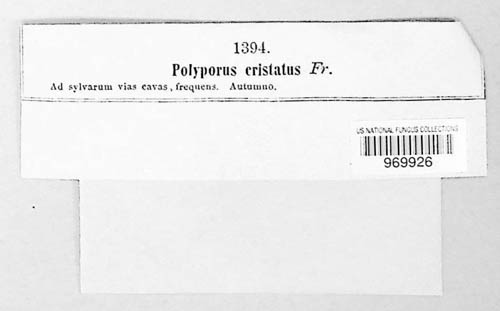 1394.
Polyporus cristatus Fr.
Ad sylvarum vias cavas, frequens. Autumno.
US NATIONAL FUNGUS COLLECTIONS
969926